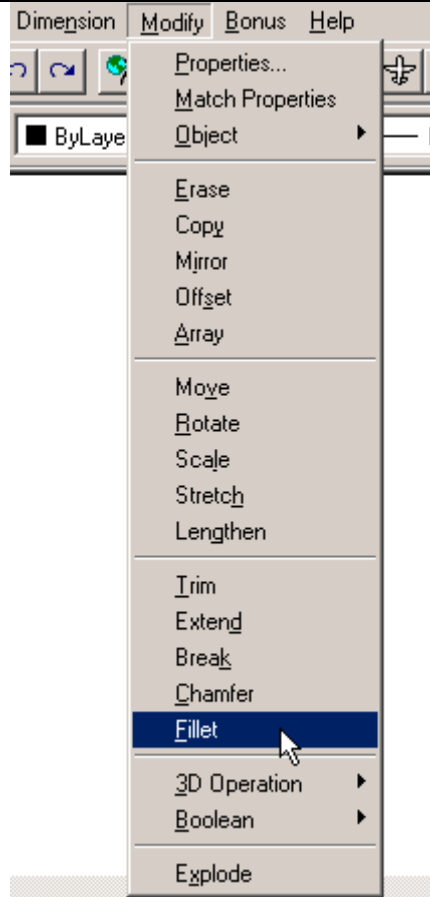 Dimension Modify Bonus Help
Properties...
Match Properties
ByLaye
Object
Erase
Copy
Mirror
Offset
Array
Move
Rotate
Scale
Stretch
Lengthen
Trim
Extend
Break
Chamfer
Fillet
3D Operation
Boolean
Explode